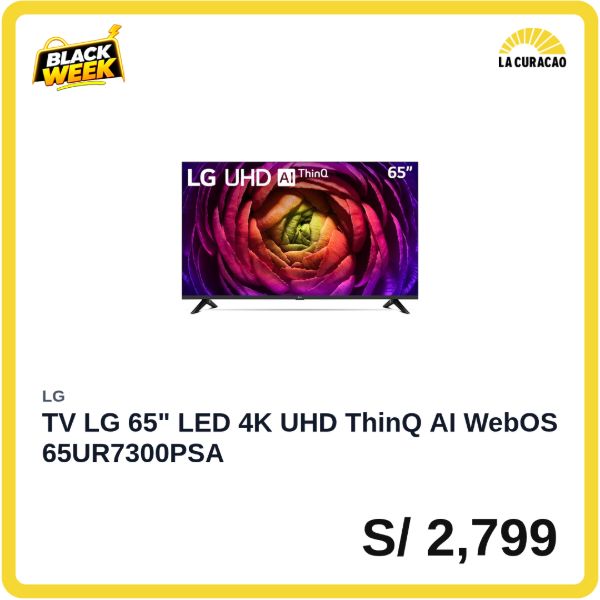 BLACK
WEEK
LA CURACAO
LG UHD AI ThinQ 65"
LG
TV LG 65" LED 4K UHD ThinQ AI WebOS
65UR7300PSA
S/ 2,799